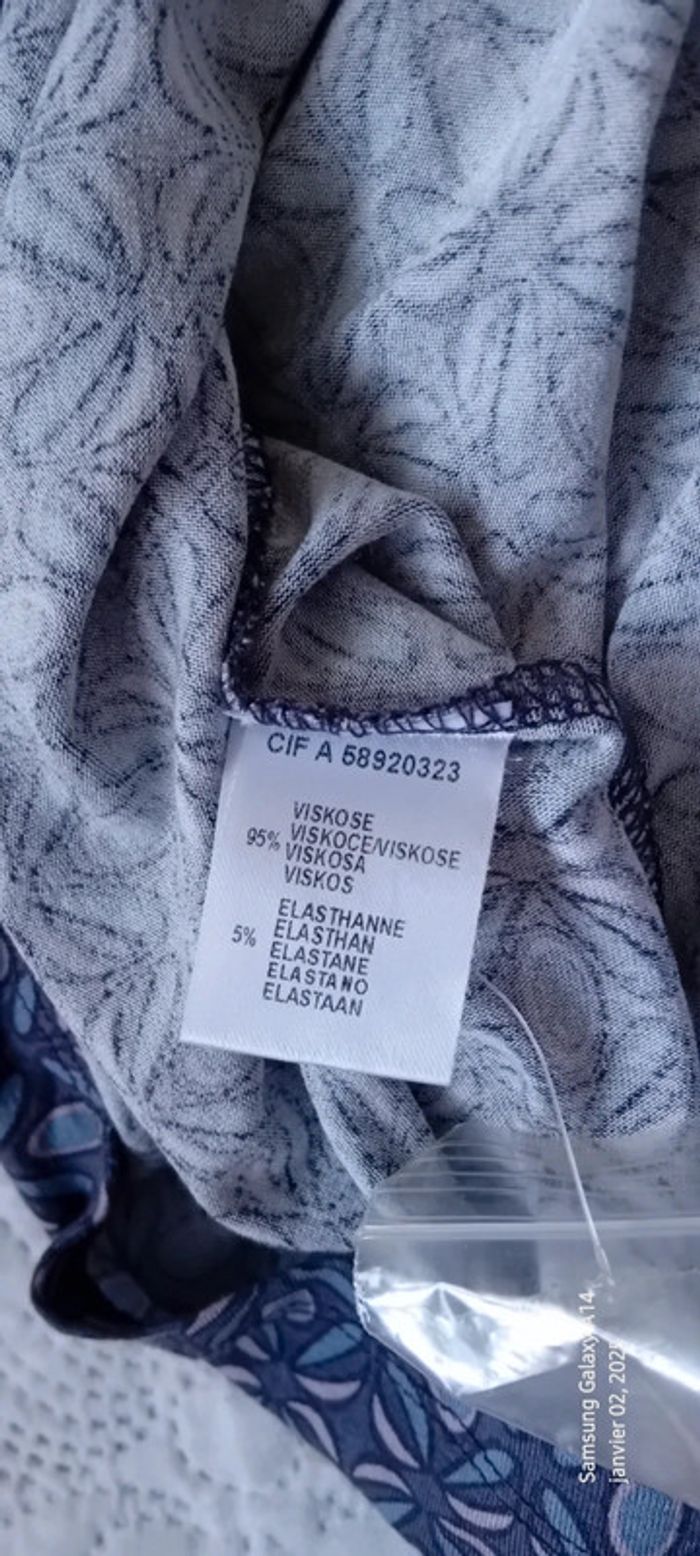 CIF A 58920323
VISKOSE
95% VISKOCE/VISKOSE
VISKOSA
VISKOS
ELASTHANNE
5% ELASTHAN
ELASTANE
ELASTANO
ELASTAAN
Samsung Galaxy A14
janvier 02, 2025